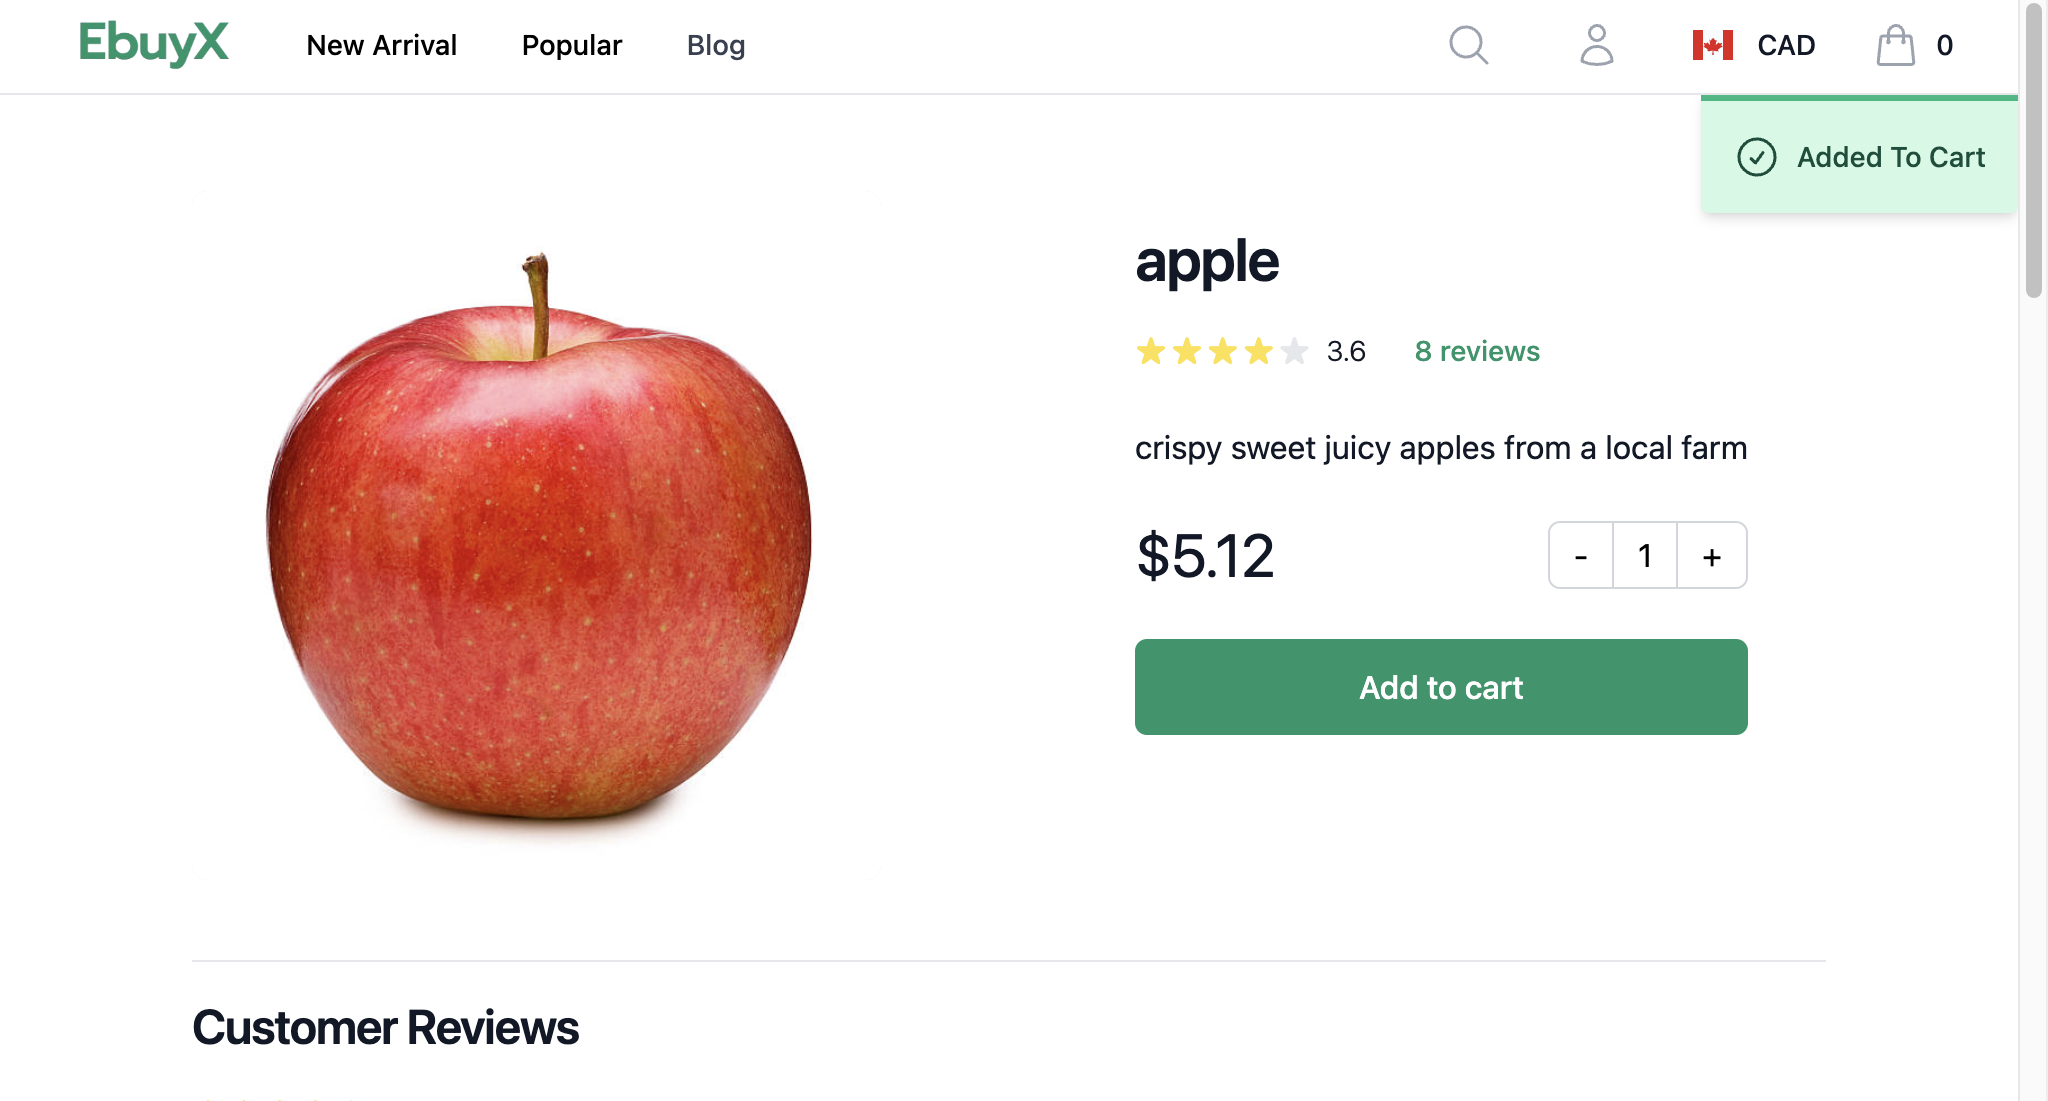 EbuyX New Arrival Popular Blog CAD 0
Added To Cart
apple
3.6 8 reviews
crispy sweet juicy apples from a local farm
$5.12 - 1 +
Add to cart
Customer Reviews